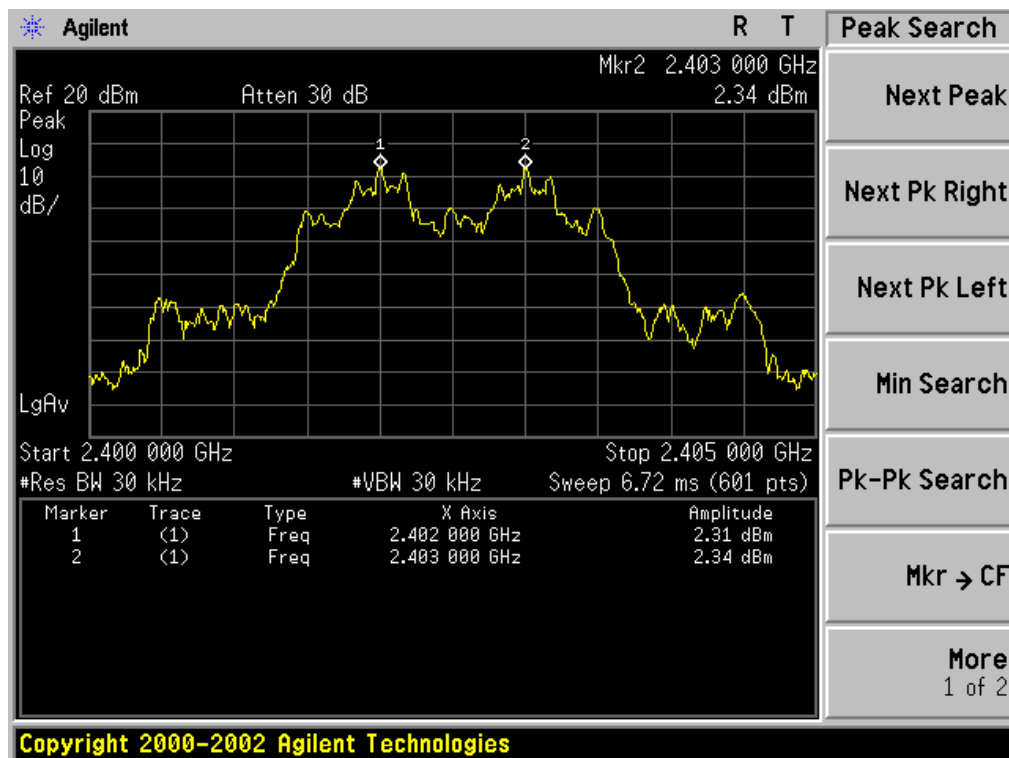 Agilent R T Peak Search
Mkr2 2.403 000 GHz
Ref 20 dBm Atten 30 dB 2.34 dBm
Peak
Log
10
dB/
1 2
LgAv
Start 2.400 000 GHz Stop 2.405 000 GHz
#Res BW 30 kHz #VBW 30 kHz Sweep 6.72 ms (601 pts)
Marker Trace Type X Axis Amplitude
1 (1) Freq 2.402 000 GHz 2.31 dBm
2 (1) Freq 2.403 000 GHz 2.34 dBm
Next Peak
Next Pk Right
Next Pk Left
Min Search
Pk-Pk Search
Mkr → CF
More
1 of 2
Copyright 2000-2002 Agilent Technologies